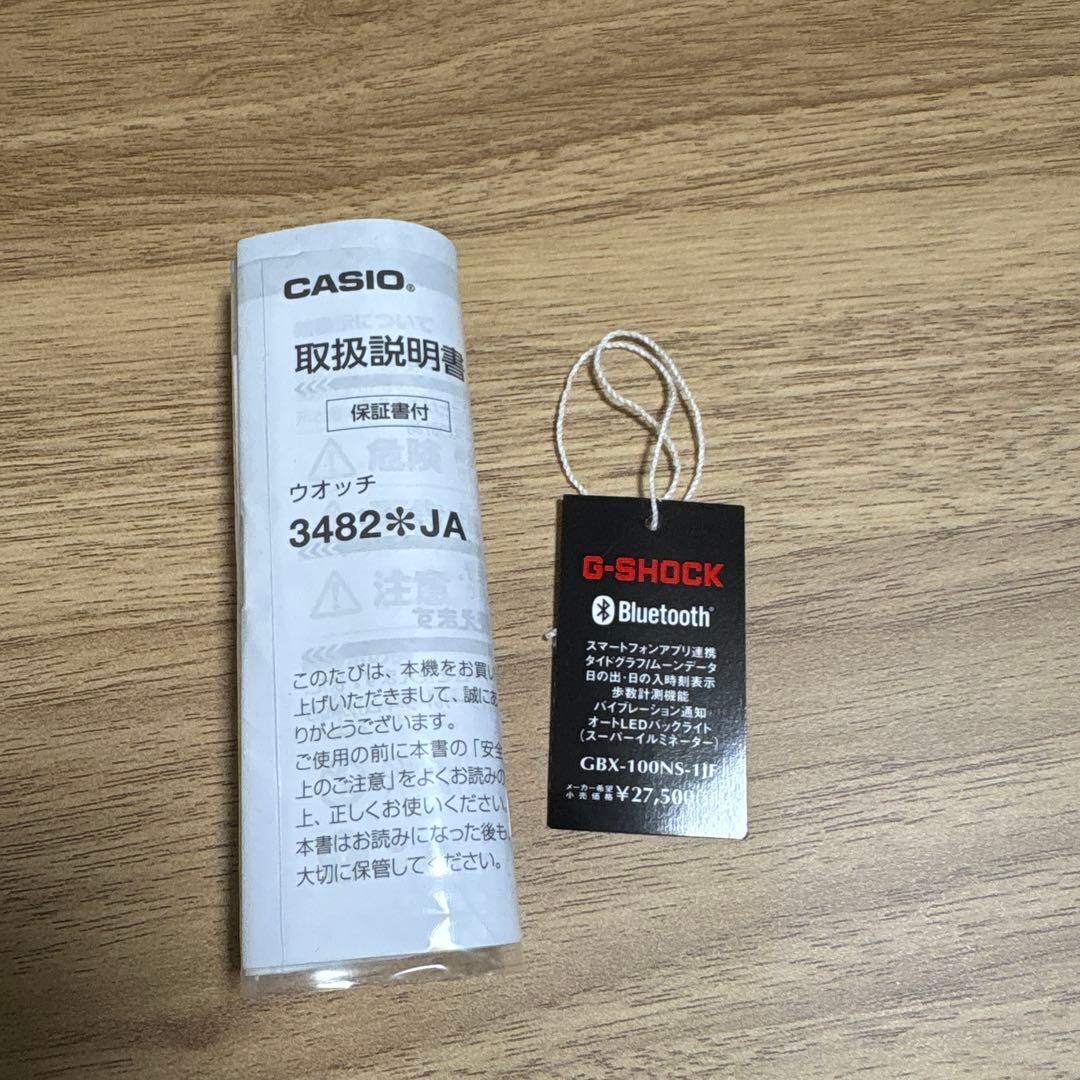 CASIO®
取扱説明書
保証書付
ウオッチ
3482✻JA
危険
注意
このたびは、本機をお買い
上げいただきまして、誠にあ
りがとうございます。
ご使用の前に本書の「安全
上のご注意」をよくお読みの
上、正しくお使いください。
本書はお読みになった後も、
大切に保管してください。
G-SHOCK
Bluetooth®
スマートフォンアプリ連携
タイドグラフ/ムーンデータ
日の出・日の入時刻表示
歩数計測機能
バイブレーション通知
オートLEDバックライト
(スーパーイルミネーター)
GBX-100NS-1JF
メーカー希望
小売価格 ¥27,500